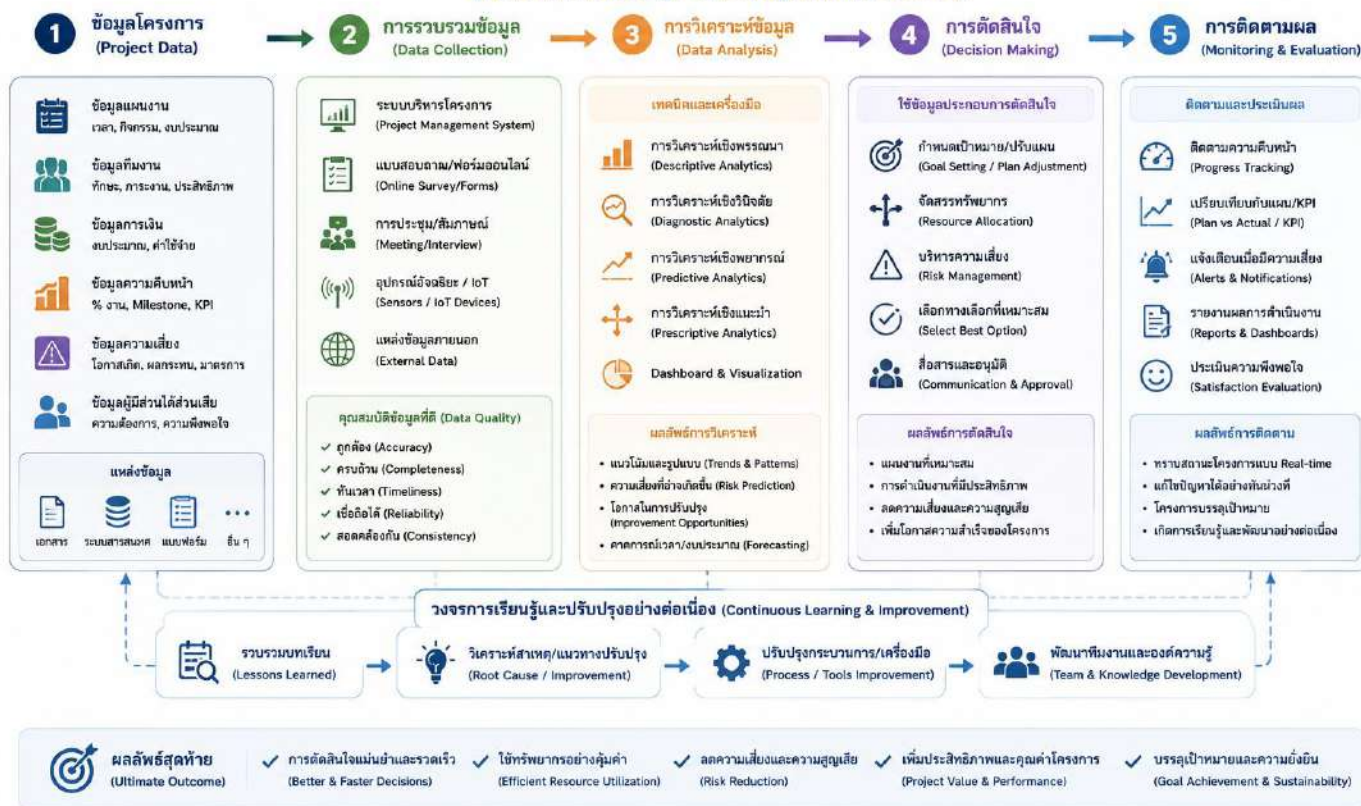 1
ข้อมูลโครงการ
(Project Data)
2
การรวบรวมข้อมูล
(Data Collection)
3
การวิเคราะห์ข้อมูล
(Data Analysis)
4
การตัดสินใจ
(Decision Making)
5
การติดตามผล
(Monitoring & Evaluation)
ข้อมูลแผนงาน
เวลา, กิจกรรม, งบประมาณ
ข้อมูลทีมงาน
ทักษะ, ภาระงาน, ประสิทธิภาพ
ข้อมูลการเงิน
งบประมาณ, ค่าใช้จ่าย
ข้อมูลความคืบหน้า
% งาน, Milestone, KPI
ข้อมูลความเสี่ยง
โอกาสเกิด, ผลกระทบ, มาตรการ
ข้อมูลผู้มีส่วนได้ส่วนเสีย
ความต้องการ, ความพึงพอใจ
แหล่งข้อมูล
เอกสาร
ระบบสารสนเทศ
แบบฟอร์ม
อื่น ๆ
ระบบบริหารโครงการ
(Project Management System)
แบบสอบถาม/ฟอร์มออนไลน์
(Online Survey/Forms)
การประชุม/สัมภาษณ์
(Meeting/Interview)
อุปกรณ์อัจฉริยะ / IoT
(Sensors / IoT Devices)
แหล่งข้อมูลภายนอก
(External Data)
คุณสมบัติข้อมูลที่ดี (Data Quality)
✓ ถูกต้อง (Accuracy)
✓ ครบถ้วน (Completeness)
✓ ทันเวลา (Timeliness)
✓ เชื่อถือได้ (Reliability)
✓ สอดคล้องกัน (Consistency)
เทคนิคและเครื่องมือ
การวิเคราะห์เชิงพรรณนา
(Descriptive Analytics)
การวิเคราะห์เชิงวินิจฉัย
(Diagnostic Analytics)
การวิเคราะห์เชิงพยากรณ์
(Predictive Analytics)
การวิเคราะห์เชิงแนะนำ
(Prescriptive Analytics)
Dashboard & Visualization
ผลลัพธ์การวิเคราะห์
• แนวโน้มและรูปแบบ (Trends & Patterns)
• ความเสี่ยงที่อาจเกิดขึ้น (Risk Prediction)
• โอกาสในการปรับปรุง
(Improvement Opportunities)
• คาดการณ์เวลา/งบประมาณ (Forecasting)
ใช้ข้อมูลประกอบการตัดสินใจ
กำหนดเป้าหมาย/ปรับแผน
(Goal Setting / Plan Adjustment)
จัดสรรทรัพยากร
(Resource Allocation)
บริหารความเสี่ยง
(Risk Management)
เลือกทางเลือกที่เหมาะสม
(Select Best Option)
สื่อสารและอนุมัติ
(Communication & Approval)
ผลลัพธ์การตัดสินใจ
• แผนงานที่เหมาะสม
• การดำเนินงานที่มีประสิทธิภาพ
• ลดความเสี่ยงและความสูญเสีย
• เพิ่มโอกาสความสำเร็จของโครงการ
ติดตามและประเมินผล
ติดตามความคืบหน้า
(Progress Tracking)
เปรียบเทียบกับแผน/KPI
(Plan vs Actual / KPI)
แจ้งเตือนเมื่อมีความเสี่ยง
(Alerts & Notifications)
รายงานผลการดำเนินงาน
(Reports & Dashboards)
ประเมินความพึงพอใจ
(Satisfaction Evaluation)
ผลลัพธ์การติดตาม
• ทราบสถานะโครงการแบบ Real-time
• แก้ไขปัญหาได้อย่างทันท่วงที
• โครงการบรรลุเป้าหมาย
• เกิดการเรียนรู้และพัฒนาอย่างต่อเนื่อง
วงจรการเรียนรู้และปรับปรุงอย่างต่อเนื่อง (Continuous Learning & Improvement)
รวบรวมบทเรียน
(Lessons Learned)
วิเคราะห์สาเหตุ/แนวทางปรับปรุง
(Root Cause / Improvement)
ปรับปรุงกระบวนการ/เครื่องมือ
(Process / Tools Improvement)
พัฒนาทีมงานและองค์ความรู้
(Team & Knowledge Development)
ผลลัพธ์สุดท้าย
(Ultimate Outcome)
✓ การตัดสินใจแม่นยำและรวดเร็ว
(Better & Faster Decisions)
✓ ใช้ทรัพยากรอย่างคุ้มค่า
(Efficient Resource Utilization)
✓ ลดความเสี่ยงและความสูญเสีย
(Risk Reduction)
✓ เพิ่มประสิทธิภาพและคุณค่าโครงการ
(Project Value & Performance)
✓ บรรลุเป้าหมายและความยั่งยืน
(Goal Achievement & Sustainability)